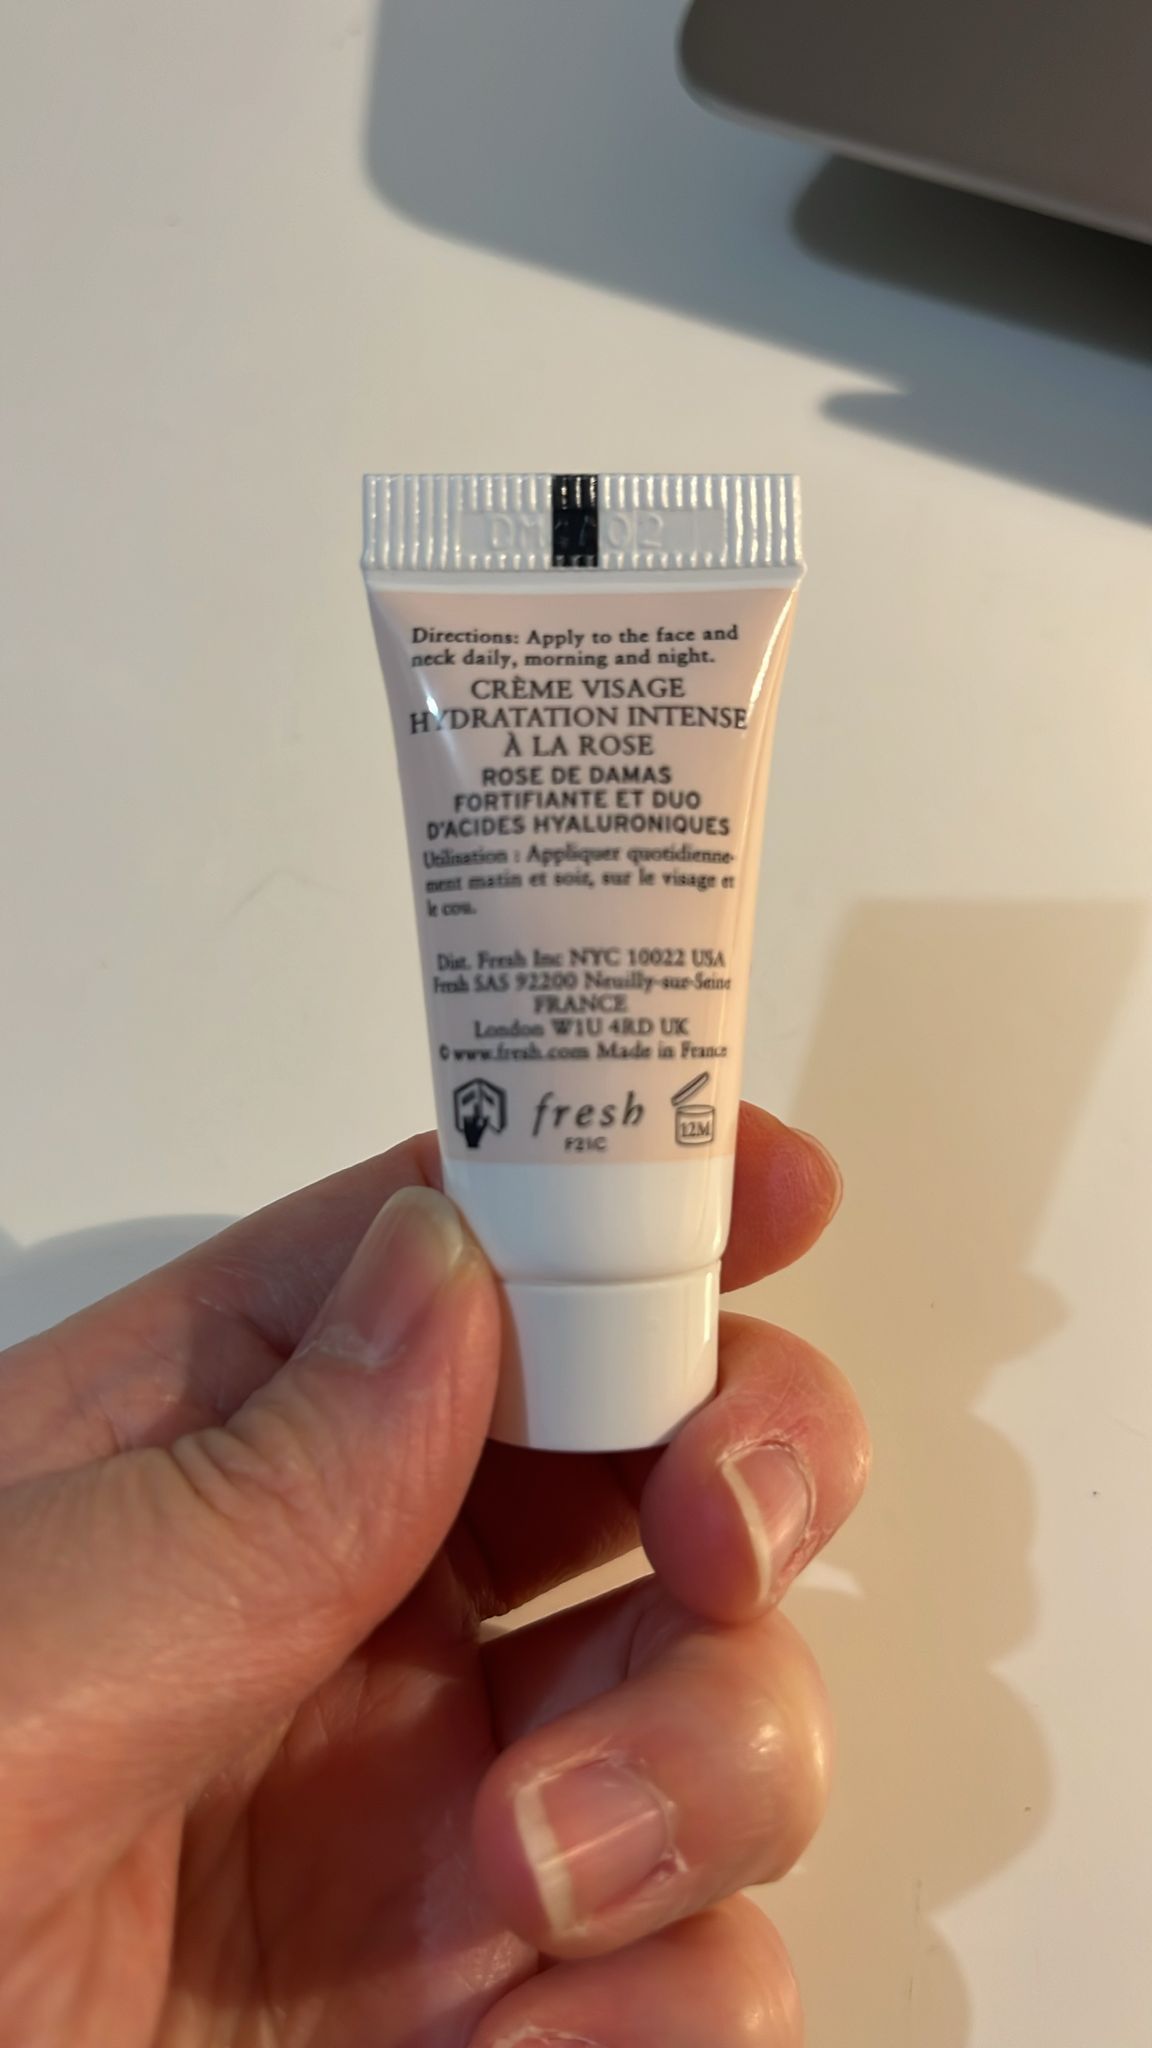 Directions: Apply to the face and
neck daily, morning and night.
CRÈME VISAGE
HYDRATATION INTENSE
À LA ROSE
ROSE DE DAMAS
FORTIFIANTE ET DUO
D'ACIDES HYALURONIQUES
Utilisation : Appliquer quotidienne-
ment matin et soir, sur le visage et
le cou.
Dist. Fresh Inc NYC 10022 USA
Fresh SAS 92200 Neuilly-sur-Seine
FRANCE
London W1U 4RD UK
© www.fresh.com Made in France
fresh
12M
F21C